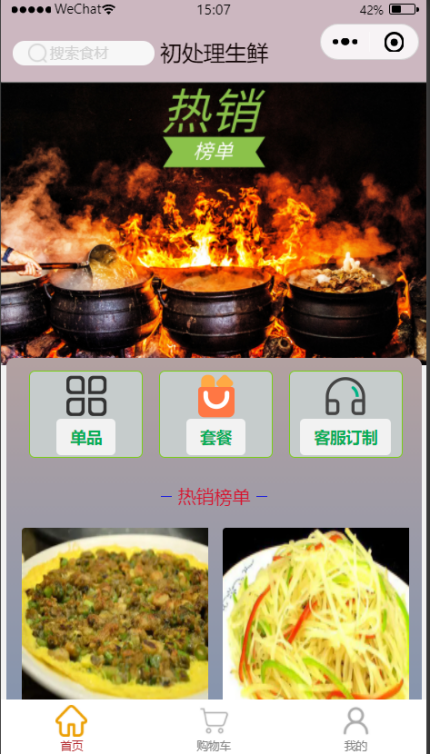 WeChat 15:07 42%
搜索食材 初处理生鲜
热销
榜单
单品 套餐 客服订制
热销榜单
首页 购物车 我的